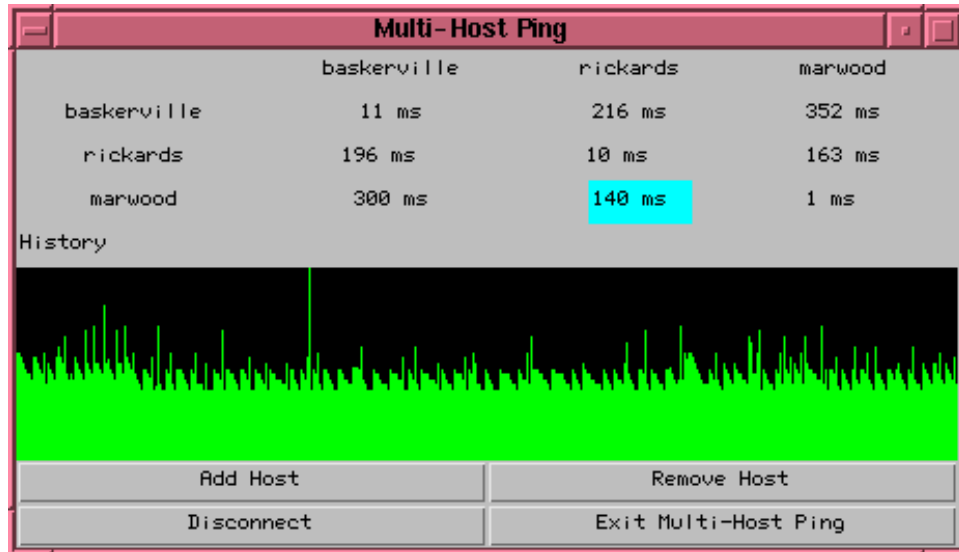 Multi-Host Ping
baskerville rickards marwood
baskerville 11 ms 216 ms 352 ms
rickards 196 ms 10 ms 163 ms
marwood 300 ms 140 ms 1 ms
History
Add Host Remove Host
Disconnect Exit Multi-Host Ping